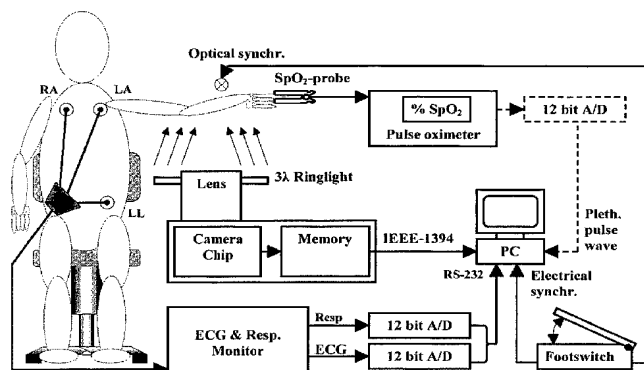 Optical synchr.
SpO2-probe
RA
LA
% SpO2
Pulse oximeter
12 bit A/D
3λ Ringlight
Lens
LL
Pleth.
pulse
wave
Camera
Chip
Memory
IEEE-1394
PC
RS-232
Electrical
synchr.
ECG & Resp.
Monitor
Resp
ECG
12 bit A/D
12 bit A/D
Footswitch